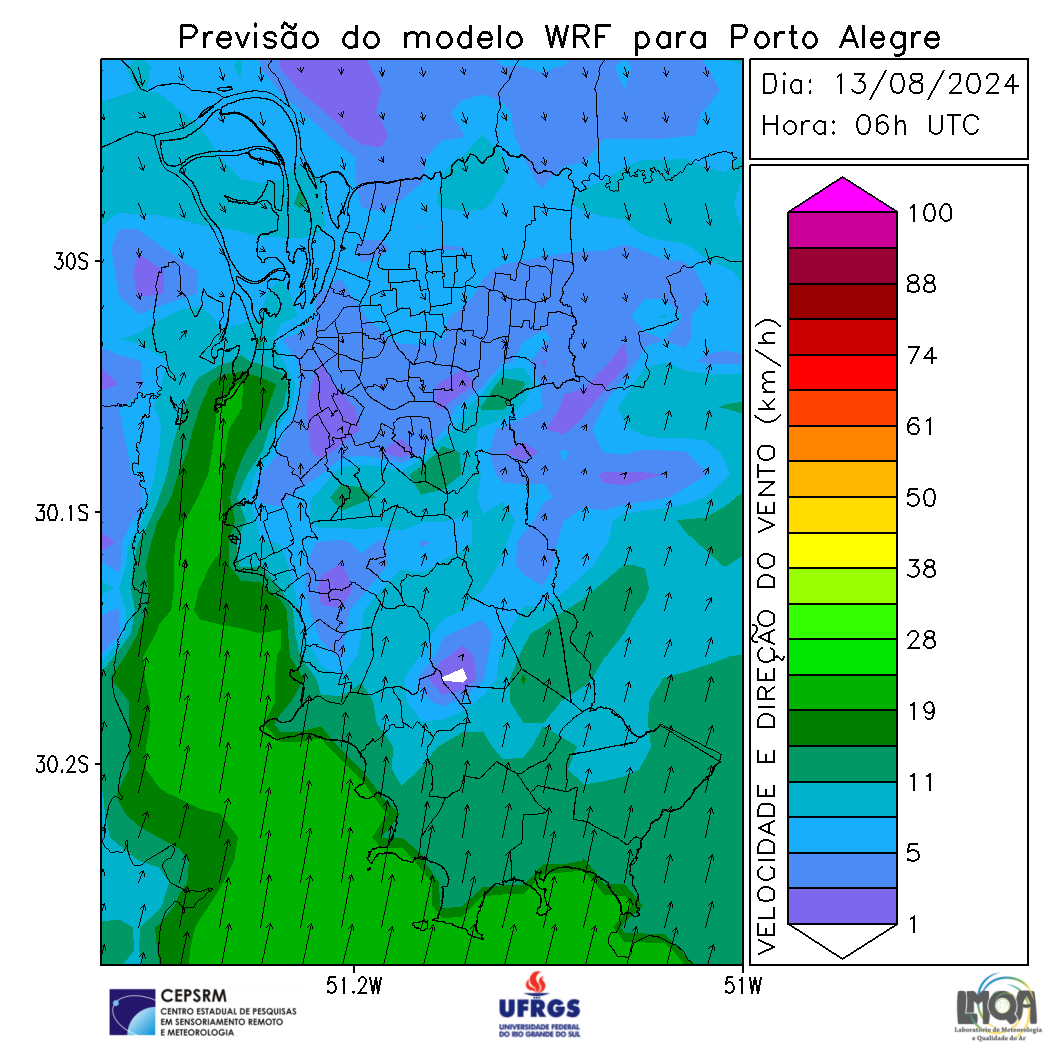 Previsão do modelo WRF para Porto Alegre
Dia: 13/08/2024
Hora: 06h UTC
30S
30.1S
30.2S
51.2W
51W
VELOCIDADE E DIREÇÃO DO VENTO (km/h)
100
88
74
61
50
38
28
19
11
5
1
CEPSRM
CENTRO ESTADUAL DE PESQUISAS
EM SENSORIAMENTO REMOTO
E METEOROLOGIA
UFRGS
UNIVERSIDADE FEDERAL
DO RIO GRANDE DO SUL
LMQA
Laboratório de Meteorologia
e Qualidade do Ar